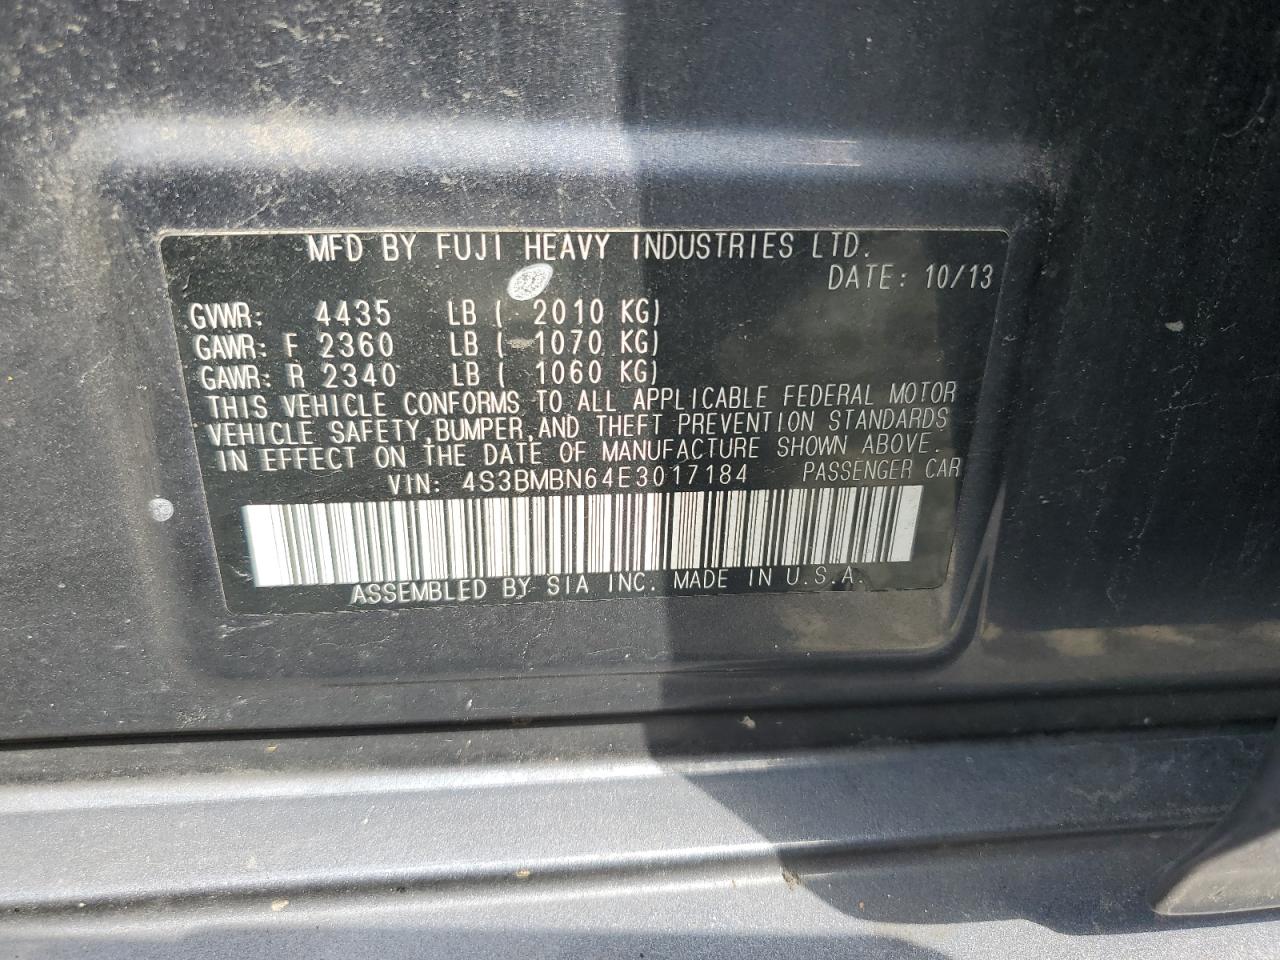 MFD BY FUJI HEAVY INDUSTRIES LTD.
DATE: 10/13
GVWR: 4435 LB ( 2010 KG)
GAWR: F 2360 LB ( 1070 KG)
GAWR: R 2340 LB ( 1060 KG)
THIS VEHICLE CONFORMS TO ALL APPLICABLE FEDERAL MOTOR
VEHICLE SAFETY,BUMPER,AND THEFT PREVENTION STANDARDS
IN EFFECT ON THE DATE OF MANUFACTURE SHOWN ABOVE.
VIN: 4S3BMBN64E3017184 PASSENGER CAR
ASSEMBLED BY SIA INC. MADE IN U.S.A.